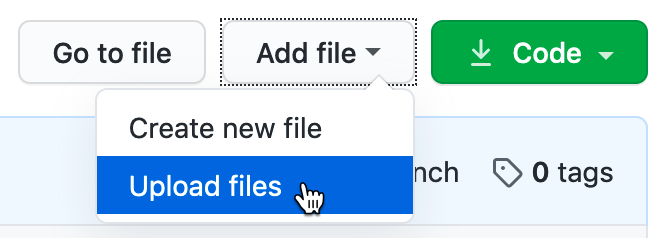 Go to file
Add file
Code
Create new file
Upload files
nch
0 tags